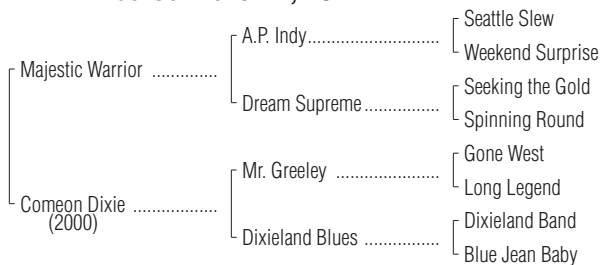 Seattle Slew
A.P. Indy..............................
Weekend Surprise
Majestic Warrior ..............
Seeking the Gold
Dream Supreme.................
Spinning Round
Gone West
Mr. Greeley .......................
Long Legend
Comeon Dixie ..................
(2000)
Dixieland Band
Dixieland Blues .................
Blue Jean Baby